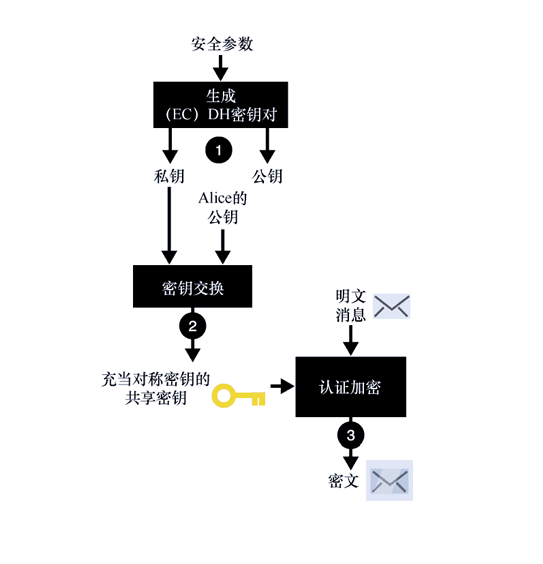 安全参数
生成
（EC）DH密钥对
1
私钥
公钥
Alice的
公钥
密钥交换
2
明文
消息
充当对称密钥的
共享密钥
认证加密
3
密文